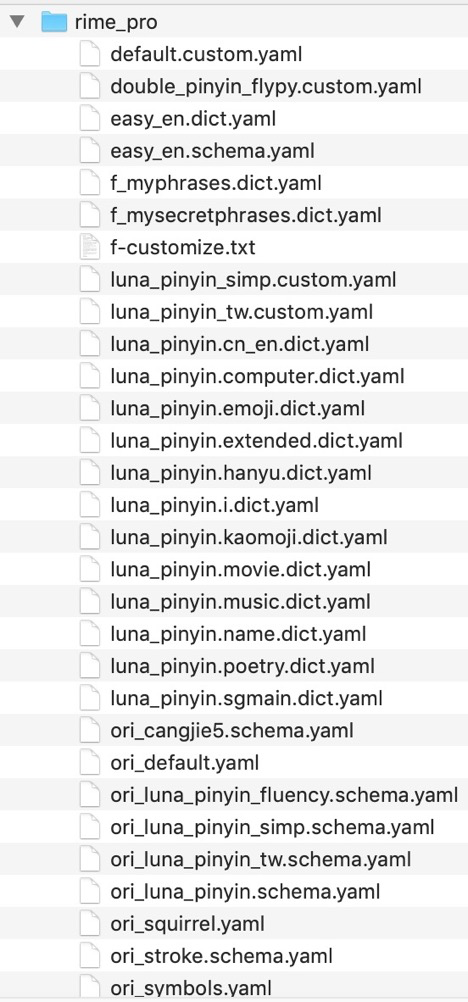 rime_pro
default.custom.yaml
double_pinyin_flypy.custom.yaml
easy_en.dict.yaml
easy_en.schema.yaml
f_myphrases.dict.yaml
f_mysecretphrases.dict.yaml
f-customize.txt
luna_pinyin_simp.custom.yaml
luna_pinyin_tw.custom.yaml
luna_pinyin.cn_en.dict.yaml
luna_pinyin.computer.dict.yaml
luna_pinyin.emoji.dict.yaml
luna_pinyin.extended.dict.yaml
luna_pinyin.hanyu.dict.yaml
luna_pinyin.i.dict.yaml
luna_pinyin.kaomoji.dict.yaml
luna_pinyin.movie.dict.yaml
luna_pinyin.music.dict.yaml
luna_pinyin.name.dict.yaml
luna_pinyin.poetry.dict.yaml
luna_pinyin.sgmain.dict.yaml
ori_cangjie5.schema.yaml
ori_default.yaml
ori_luna_pinyin_fluency.schema.yaml
ori_luna_pinyin_simp.schema.yaml
ori_luna_pinyin_tw.schema.yaml
ori_luna_pinyin.schema.yaml
ori_squirrel.yaml
ori_stroke.schema.yaml
ori_symbols.yaml